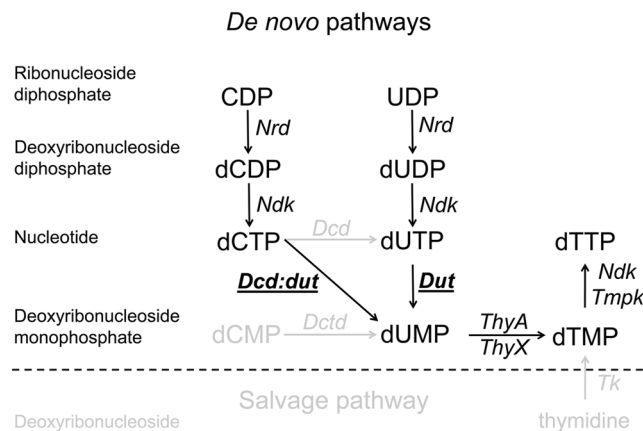 De novo pathways
Ribonucleoside
diphosphate
CDP
UDP
Nrd
Nrd
Deoxyribonucleoside
diphosphate
dCDP
dUDP
Ndk
Ndk
Nucleotide
dCTP
Dcd
dUTP
dTTP
Dcd:dut
Dut
Ndk
Tmpk
Deoxyribonucleoside
monophosphate
dCMP
Dctd
dUMP
ThyA
ThyX
dTMP
Tk
Salvage pathway
Deoxyribonucleoside
thymidine